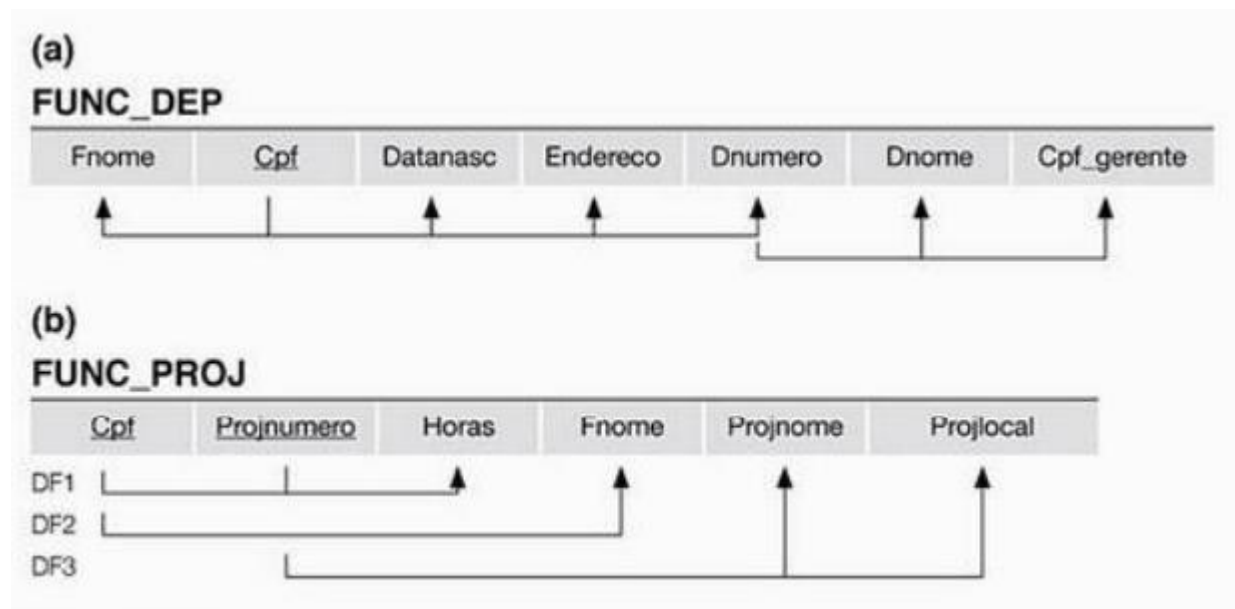 (a)
FUNC_DEP
Fnome Cpf Datanasc Endereco Dnumero Dnome Cpf_gerente
(b)
FUNC_PROJ
Cpf Projnumero Horas Fnome Projnome Projlocal
DF1
DF2
DF3